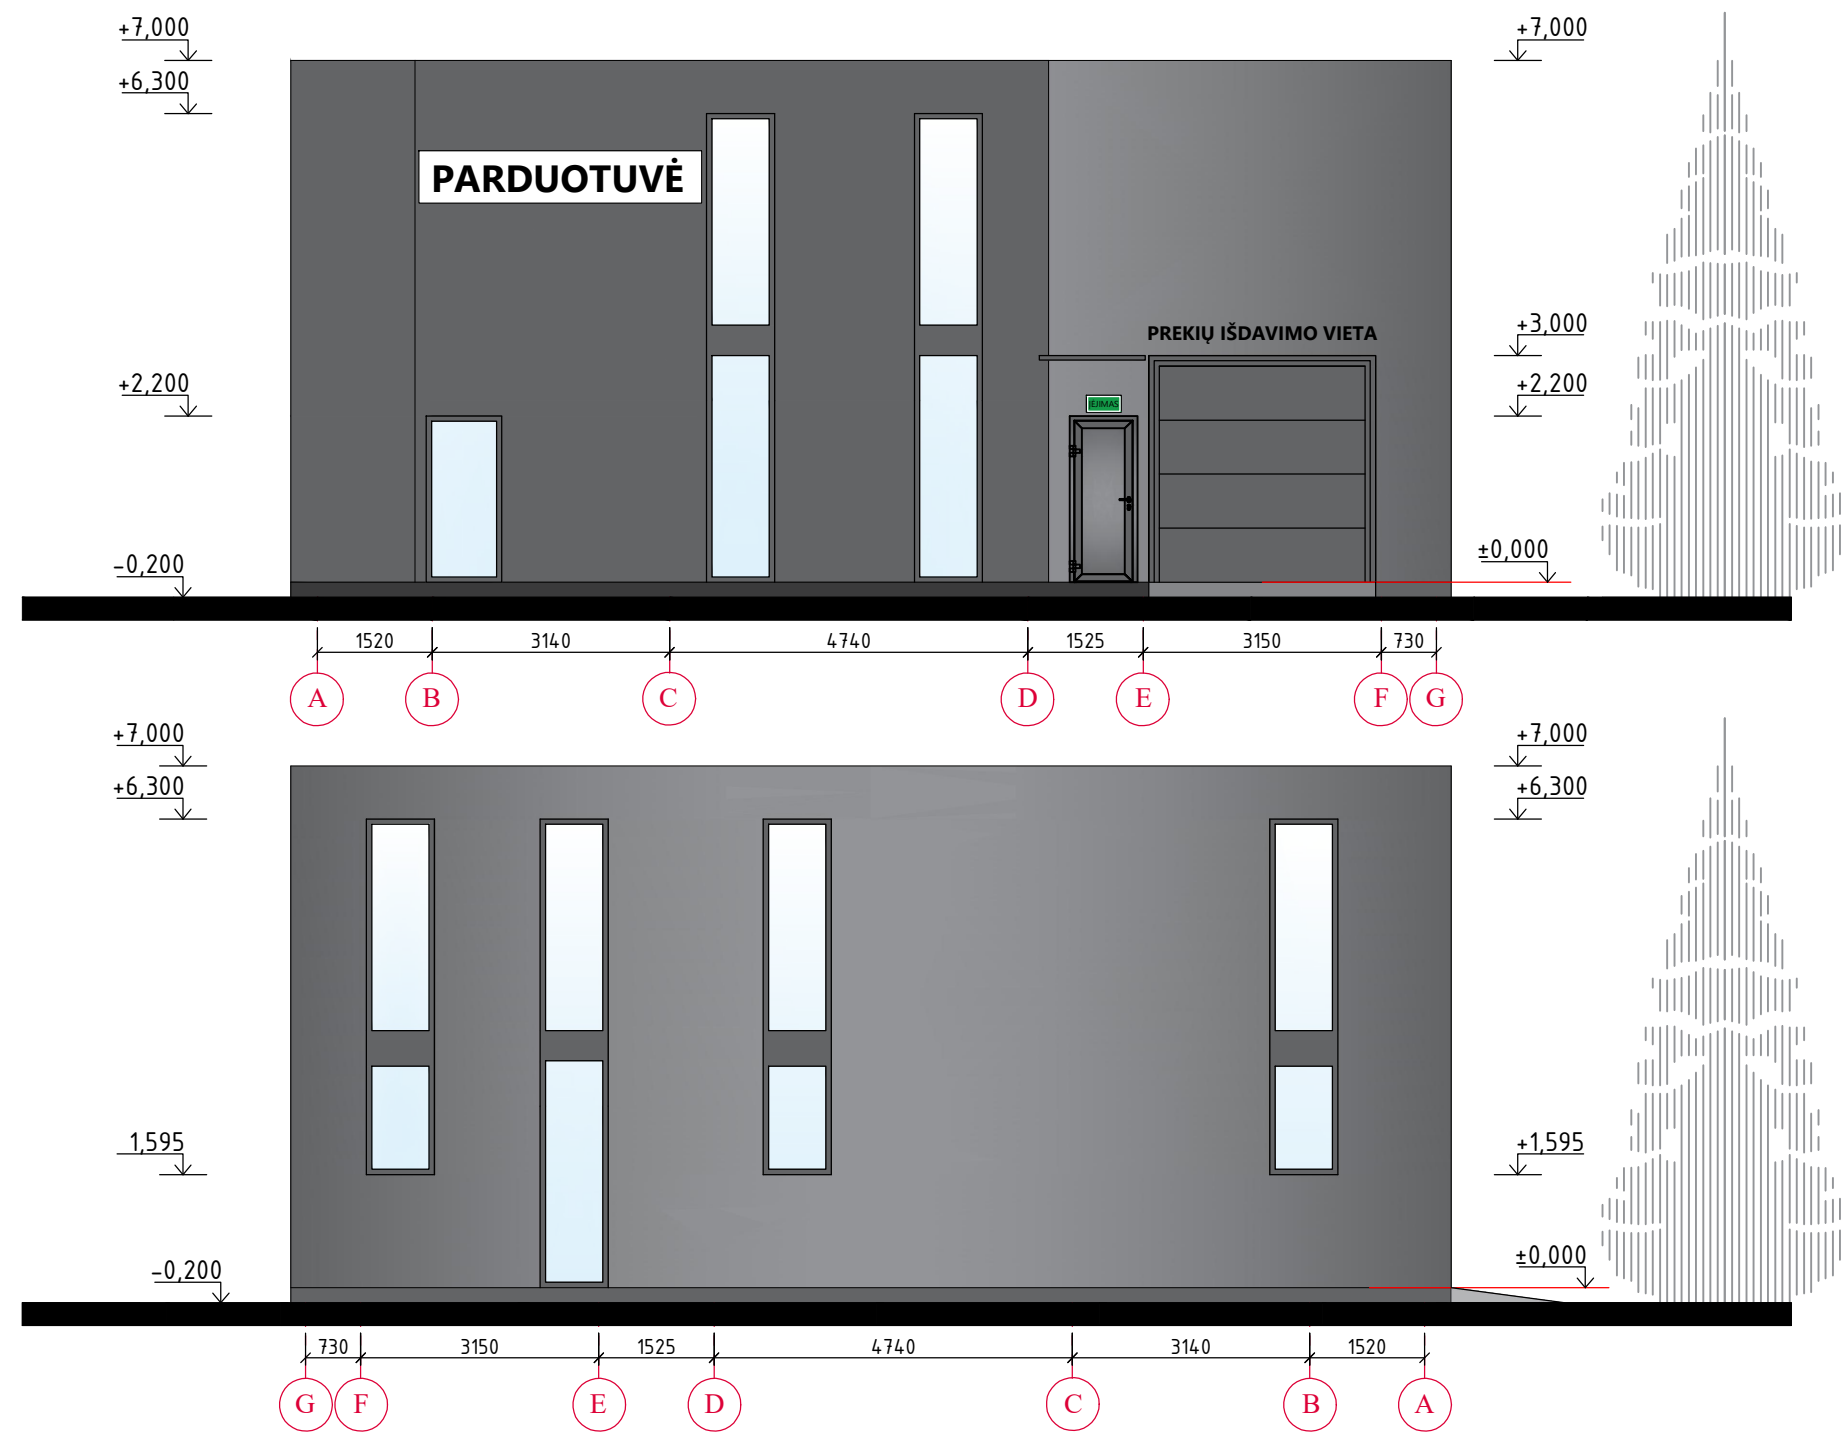 +7,000
+7,000
+6,300
PARDUOTUVĖ
PREKIŲ IŠDAVIMO VIETA
+3,000
+2,200
+2,200
ĮĖJIMAS
-0,200
±0,000
1520
3140
4740
1525
3150
730
A
B
C
D
E
F
G
+7,000
+7,000
+6,300
+6,300
1,595
+1,595
-0,200
±0,000
730
3150
1525
4740
3140
1520
G
F
E
D
C
B
A